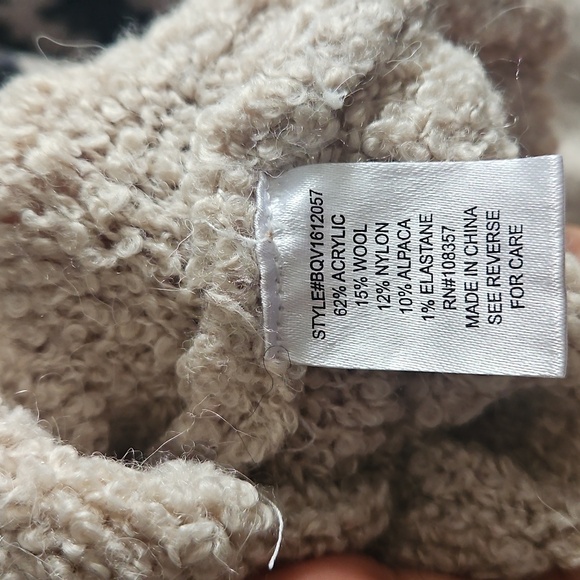 STYLE#BQV1612057
62% ACRYLIC
15% WOOL
12% NYLON
10% ALPACA
1% ELASTANE
RN#108357
MADE IN CHINA
SEE REVERSE
FOR CARE